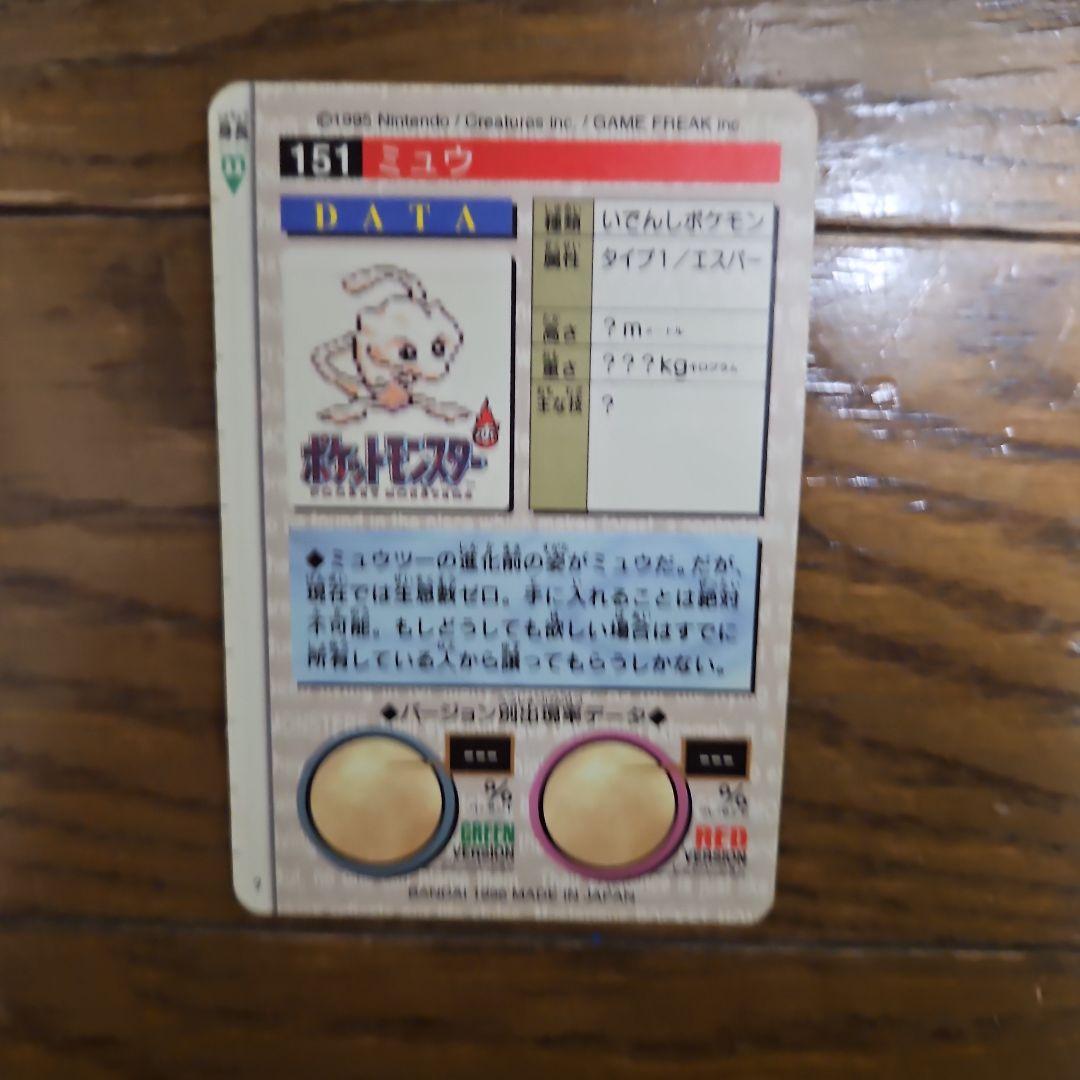 ©1995 Nintendo / Creatures inc. / GAME FREAK inc
151 ミュウ
DATA
種類 いでんしポケモン
属性 タイプ1／エスパー
高さ ?m
重さ ???kg
主な技 ?
ポケットモンスター
POCKET MONSTERS
◆ミュウツーの進化前の姿がミュウだ。だが、
現在では生息数ゼロ。手に入れることは絶対
不可能。もしどうしても欲しい場合はすでに
所有している人から譲ってもらうしかない。
◆バージョン別出現率データ◆
%
GREEN
VERSION
%
RED
VERSION
BANDAI 1996 MADE IN JAPAN
身長
m
?